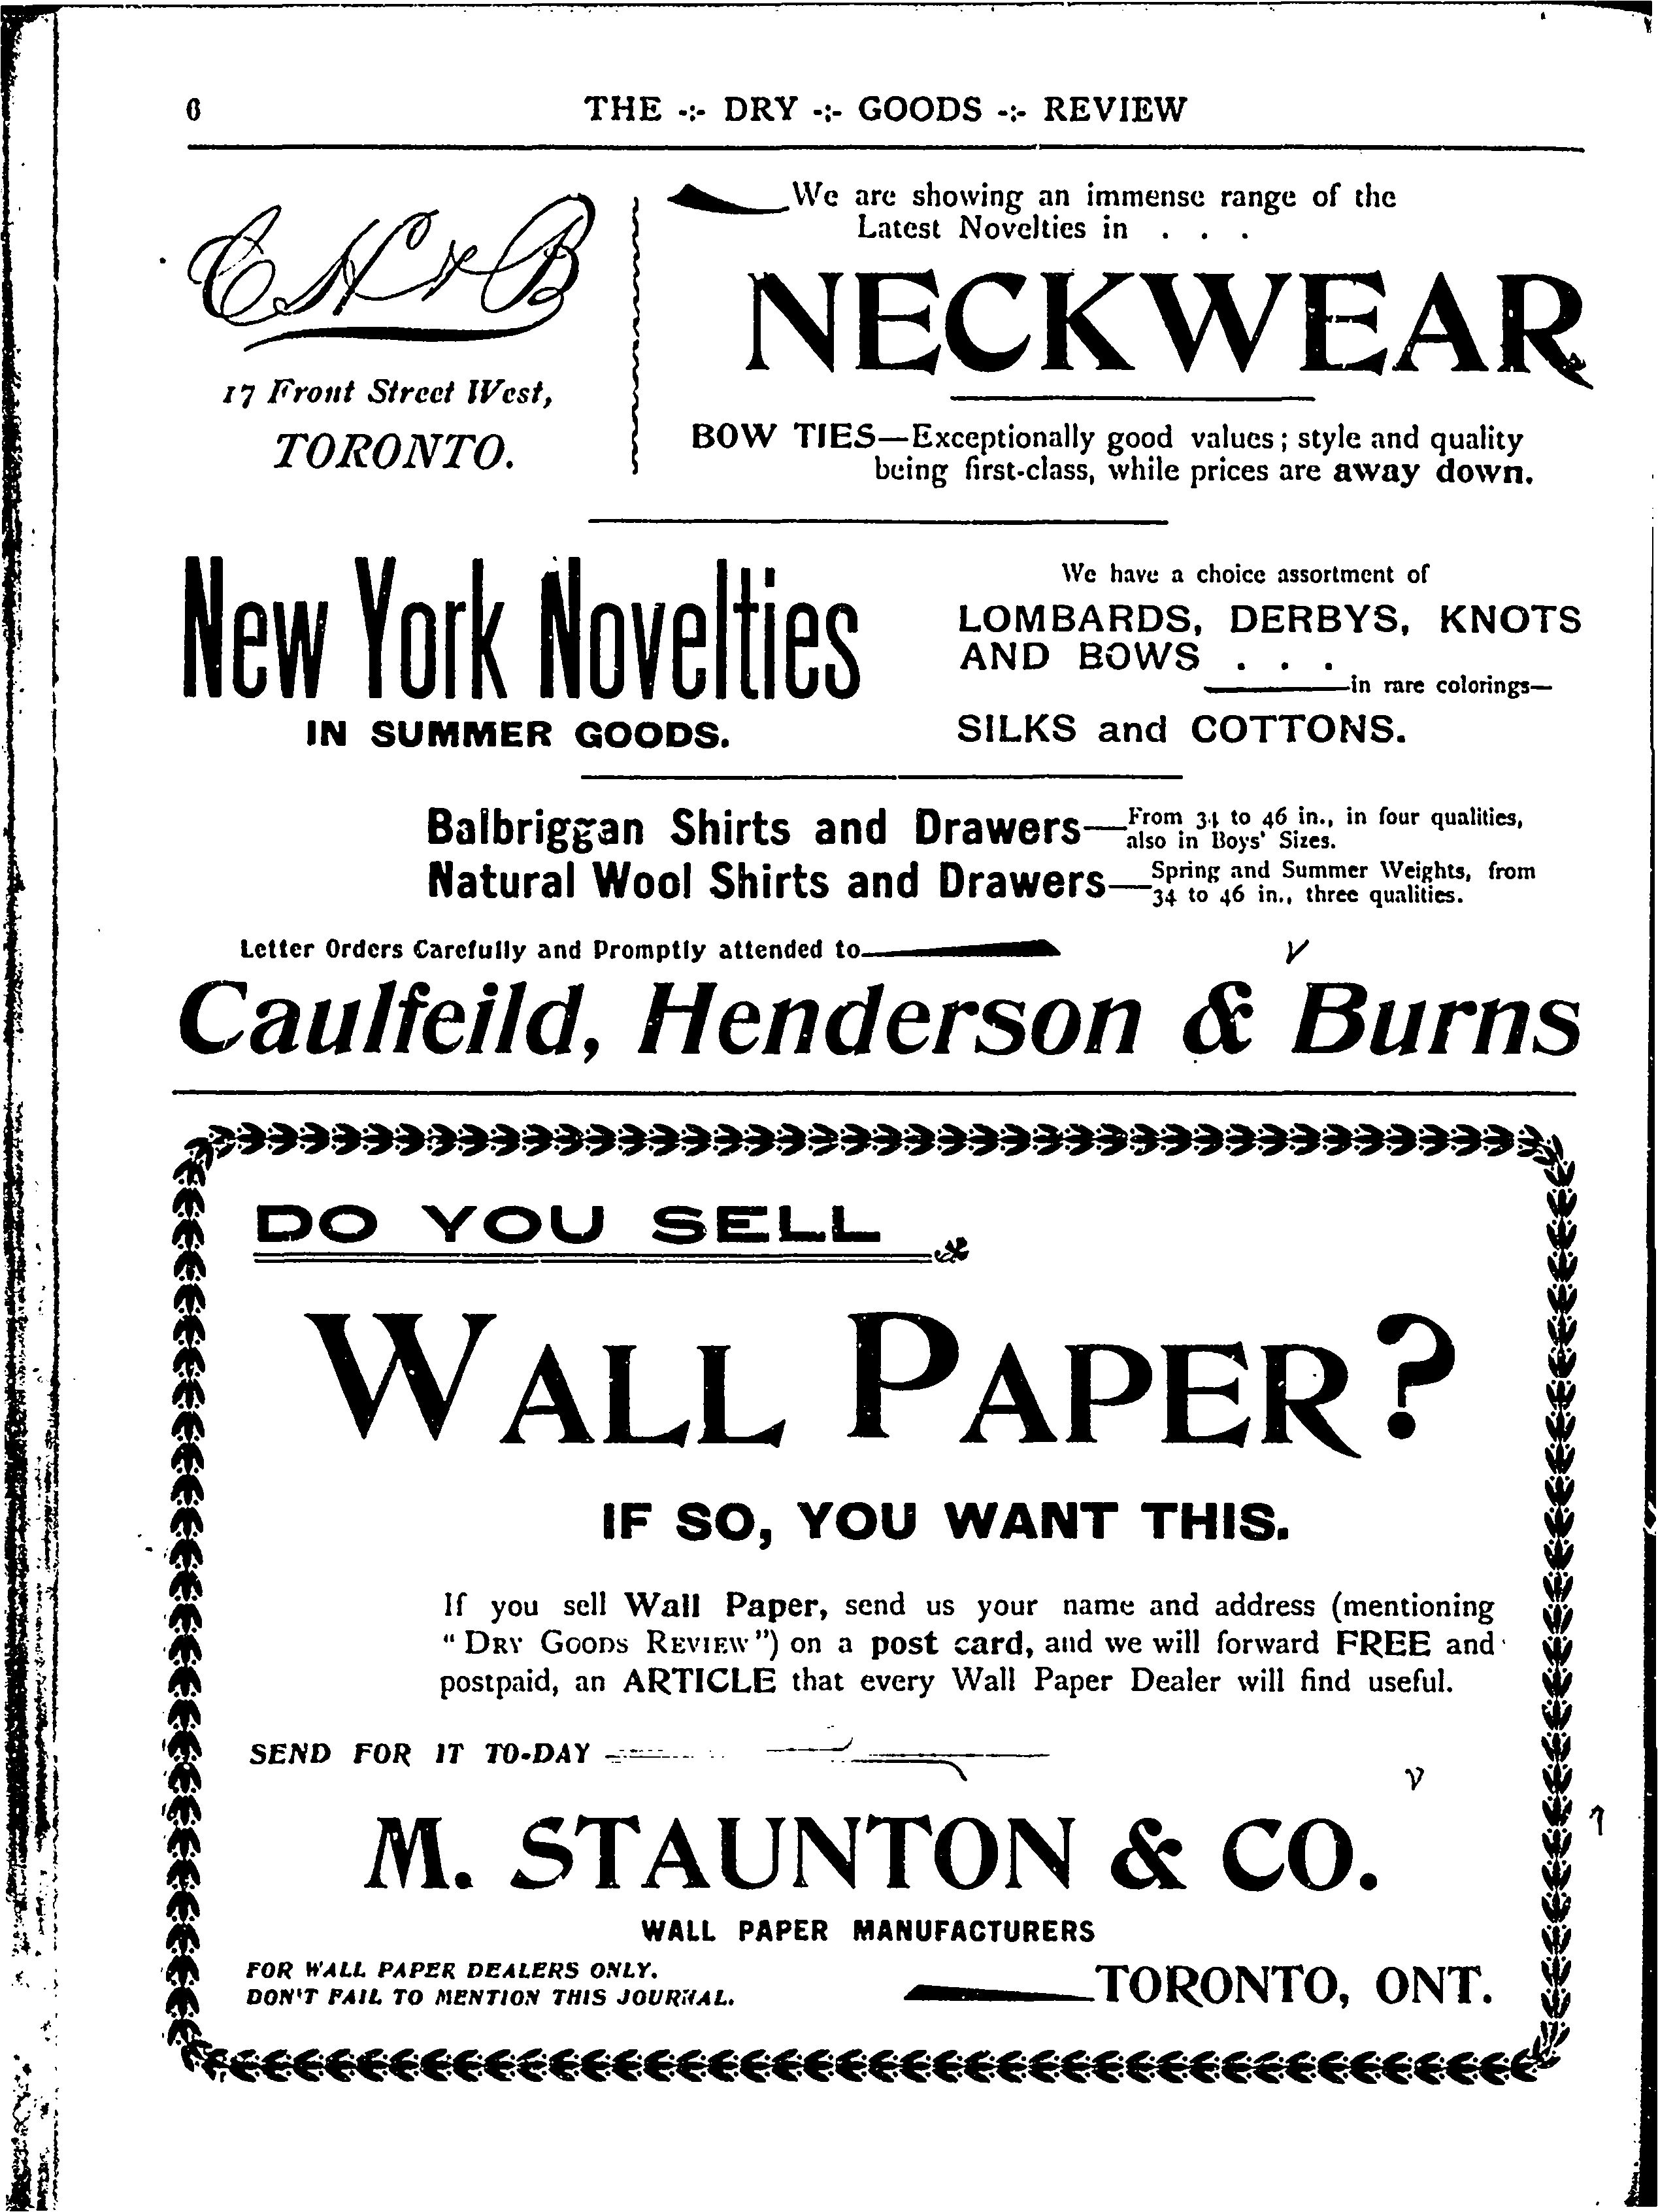 6
THE -:- DRY -:- GOODS -:- REVIEW
C H & B
17 Front Street West,
TORONTO.
We are showing an immense range of the
Latest Novelties in . . .
NECKWEAR
BOW TIES—Exceptionally good values; style and quality
being first-class, while prices are away down.
New York Novelties
IN SUMMER GOODS.
We have a choice assortment of
LOMBARDS, DERBYS, KNOTS
AND BOWS . . .
in rare colorings—
SILKS and COTTONS.
Balbriggan Shirts and Drawers—From 34 to 46 in., in four qualities,
also in Boys' Sizes.
Natural Wool Shirts and Drawers—Spring and Summer Weights, from
34 to 46 in., three qualities.
Letter Orders Carefully and Promptly attended to
Caulfeild, Henderson & Burns
DO YOU SELL
WALL PAPER?
IF SO, YOU WANT THIS.
If you sell Wall Paper, send us your name and address (mentioning
"DRY GOODS REVIEW") on a post card, and we will forward FREE and
postpaid, an ARTICLE that every Wall Paper Dealer will find useful.
SEND FOR IT TO-DAY
M. STAUNTON & CO.
WALL PAPER MANUFACTURERS
FOR WALL PAPER DEALERS ONLY.
DON'T FAIL TO MENTION THIS JOURNAL.
TORONTO, ONT.